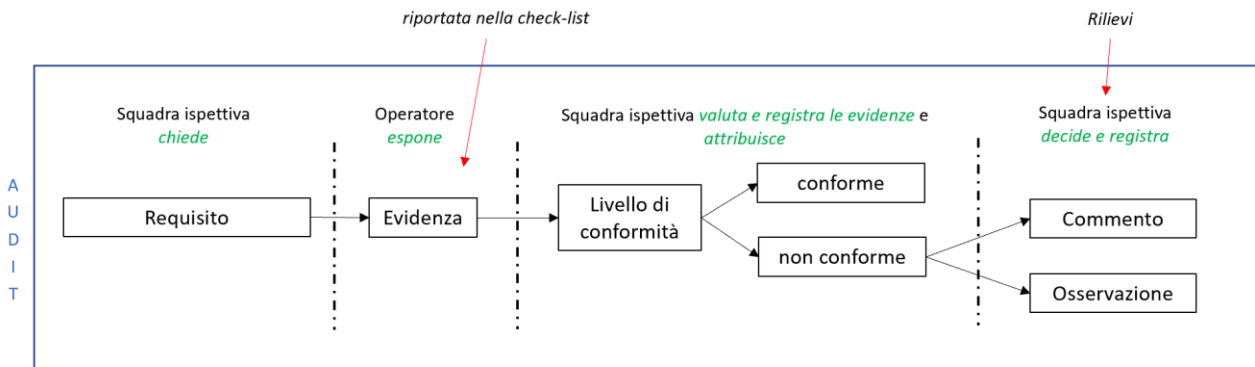 riportata nella check-list
Rilievi
Squadra ispettiva
chiede
Operatore
espone
Squadra ispettiva valuta e registra le evidenze e
attribuisce
Squadra ispettiva
decide e registra
AUDIT
Requisito
Evidenza
Livello di
conformità
conforme
non conforme
Commento
Osservazione